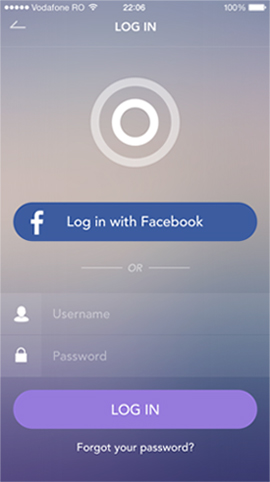 Vodafone RO 22:06 100%
LOG IN
f Log in with Facebook
OR
Username
Password
LOG IN
Forgot your password?